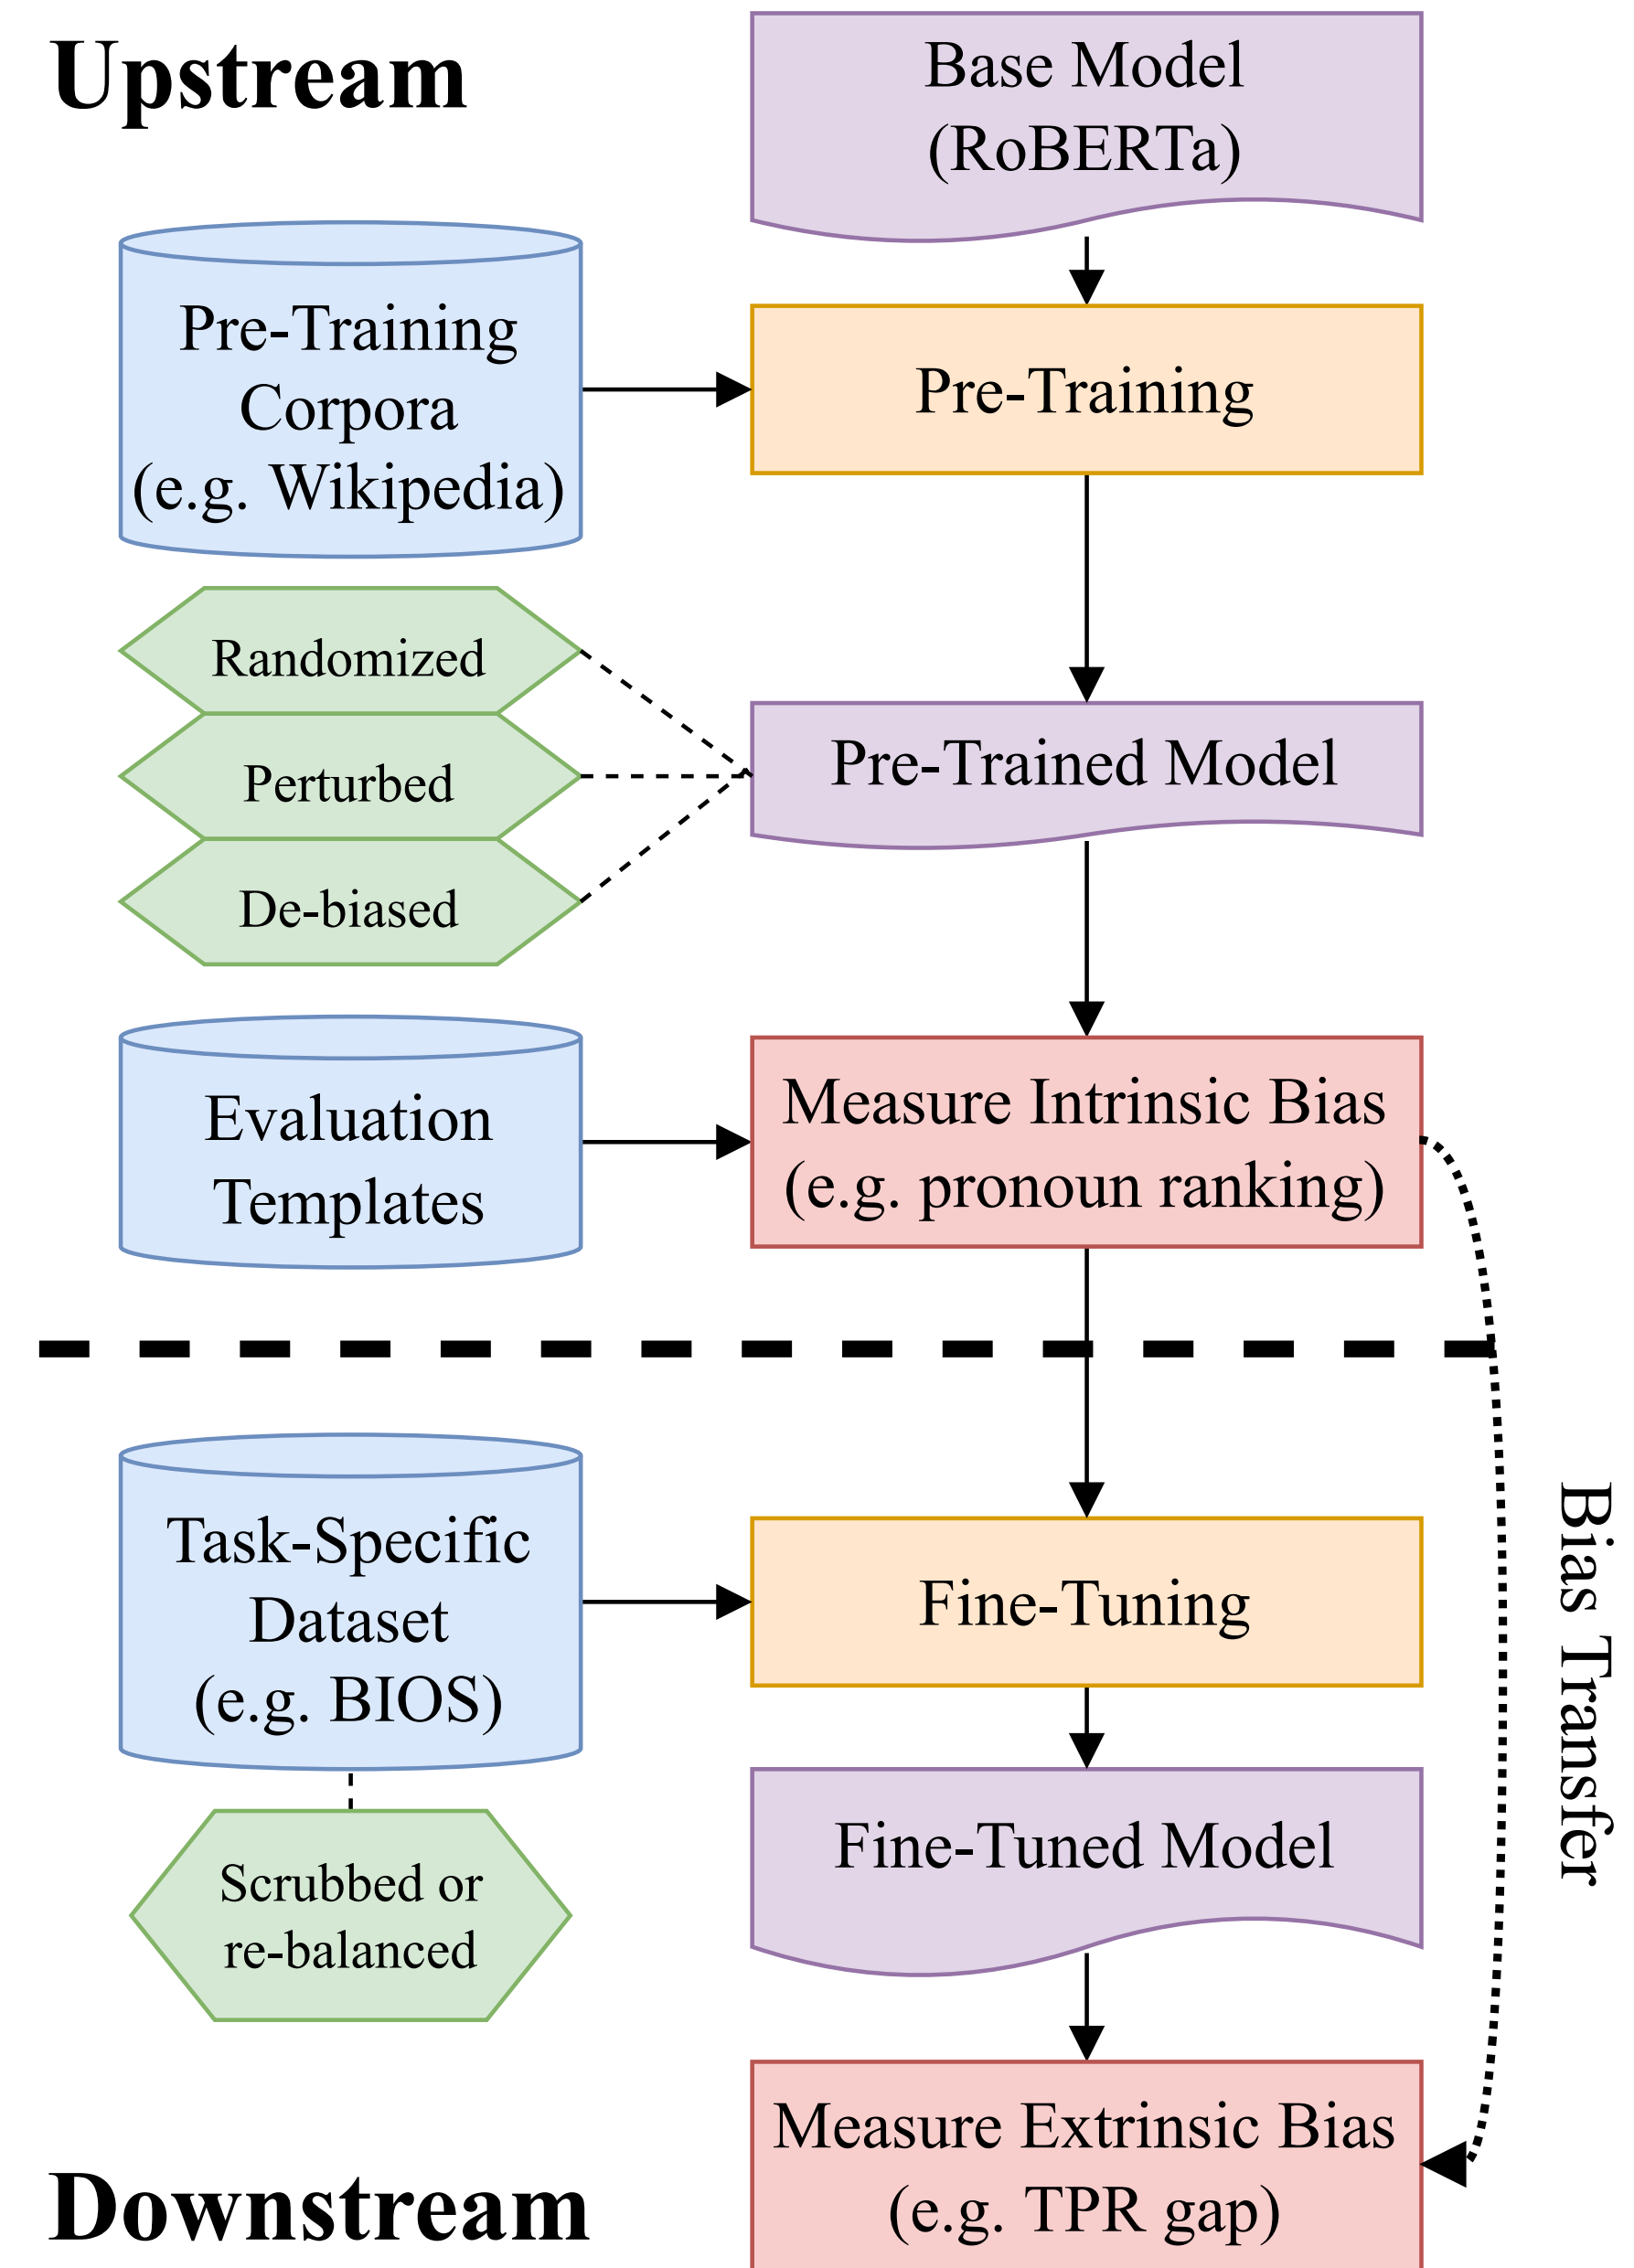 Upstream
Base Model
(RoBERTa)
Pre-Training
Corpora
(e.g. Wikipedia)
Pre-Training
Randomized
Perturbed
De-biased
Pre-Trained Model
Evaluation
Templates
Measure Intrinsic Bias
(e.g. pronoun ranking)
Task-Specific
Dataset
(e.g. BIOS)
Fine-Tuning
Bias Transfer
Scrubbed or
re-balanced
Fine-Tuned Model
Measure Extrinsic Bias
(e.g. TPR gap)
Downstream